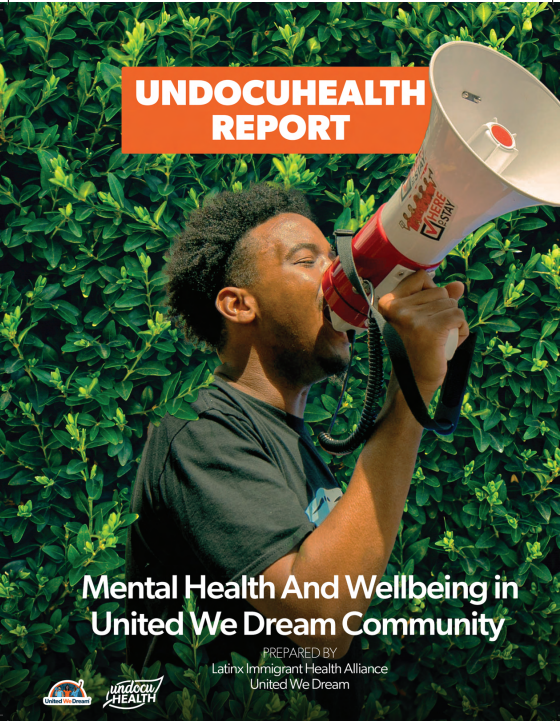 UNDOCUHEALTH
REPORT
HERE
TO STAY
Mental Health And Wellbeing in
United We Dream Community
PREPARED BY
Latinx Immigrant Health Alliance
United We Dream
United We Dream
undocu
HEALTH